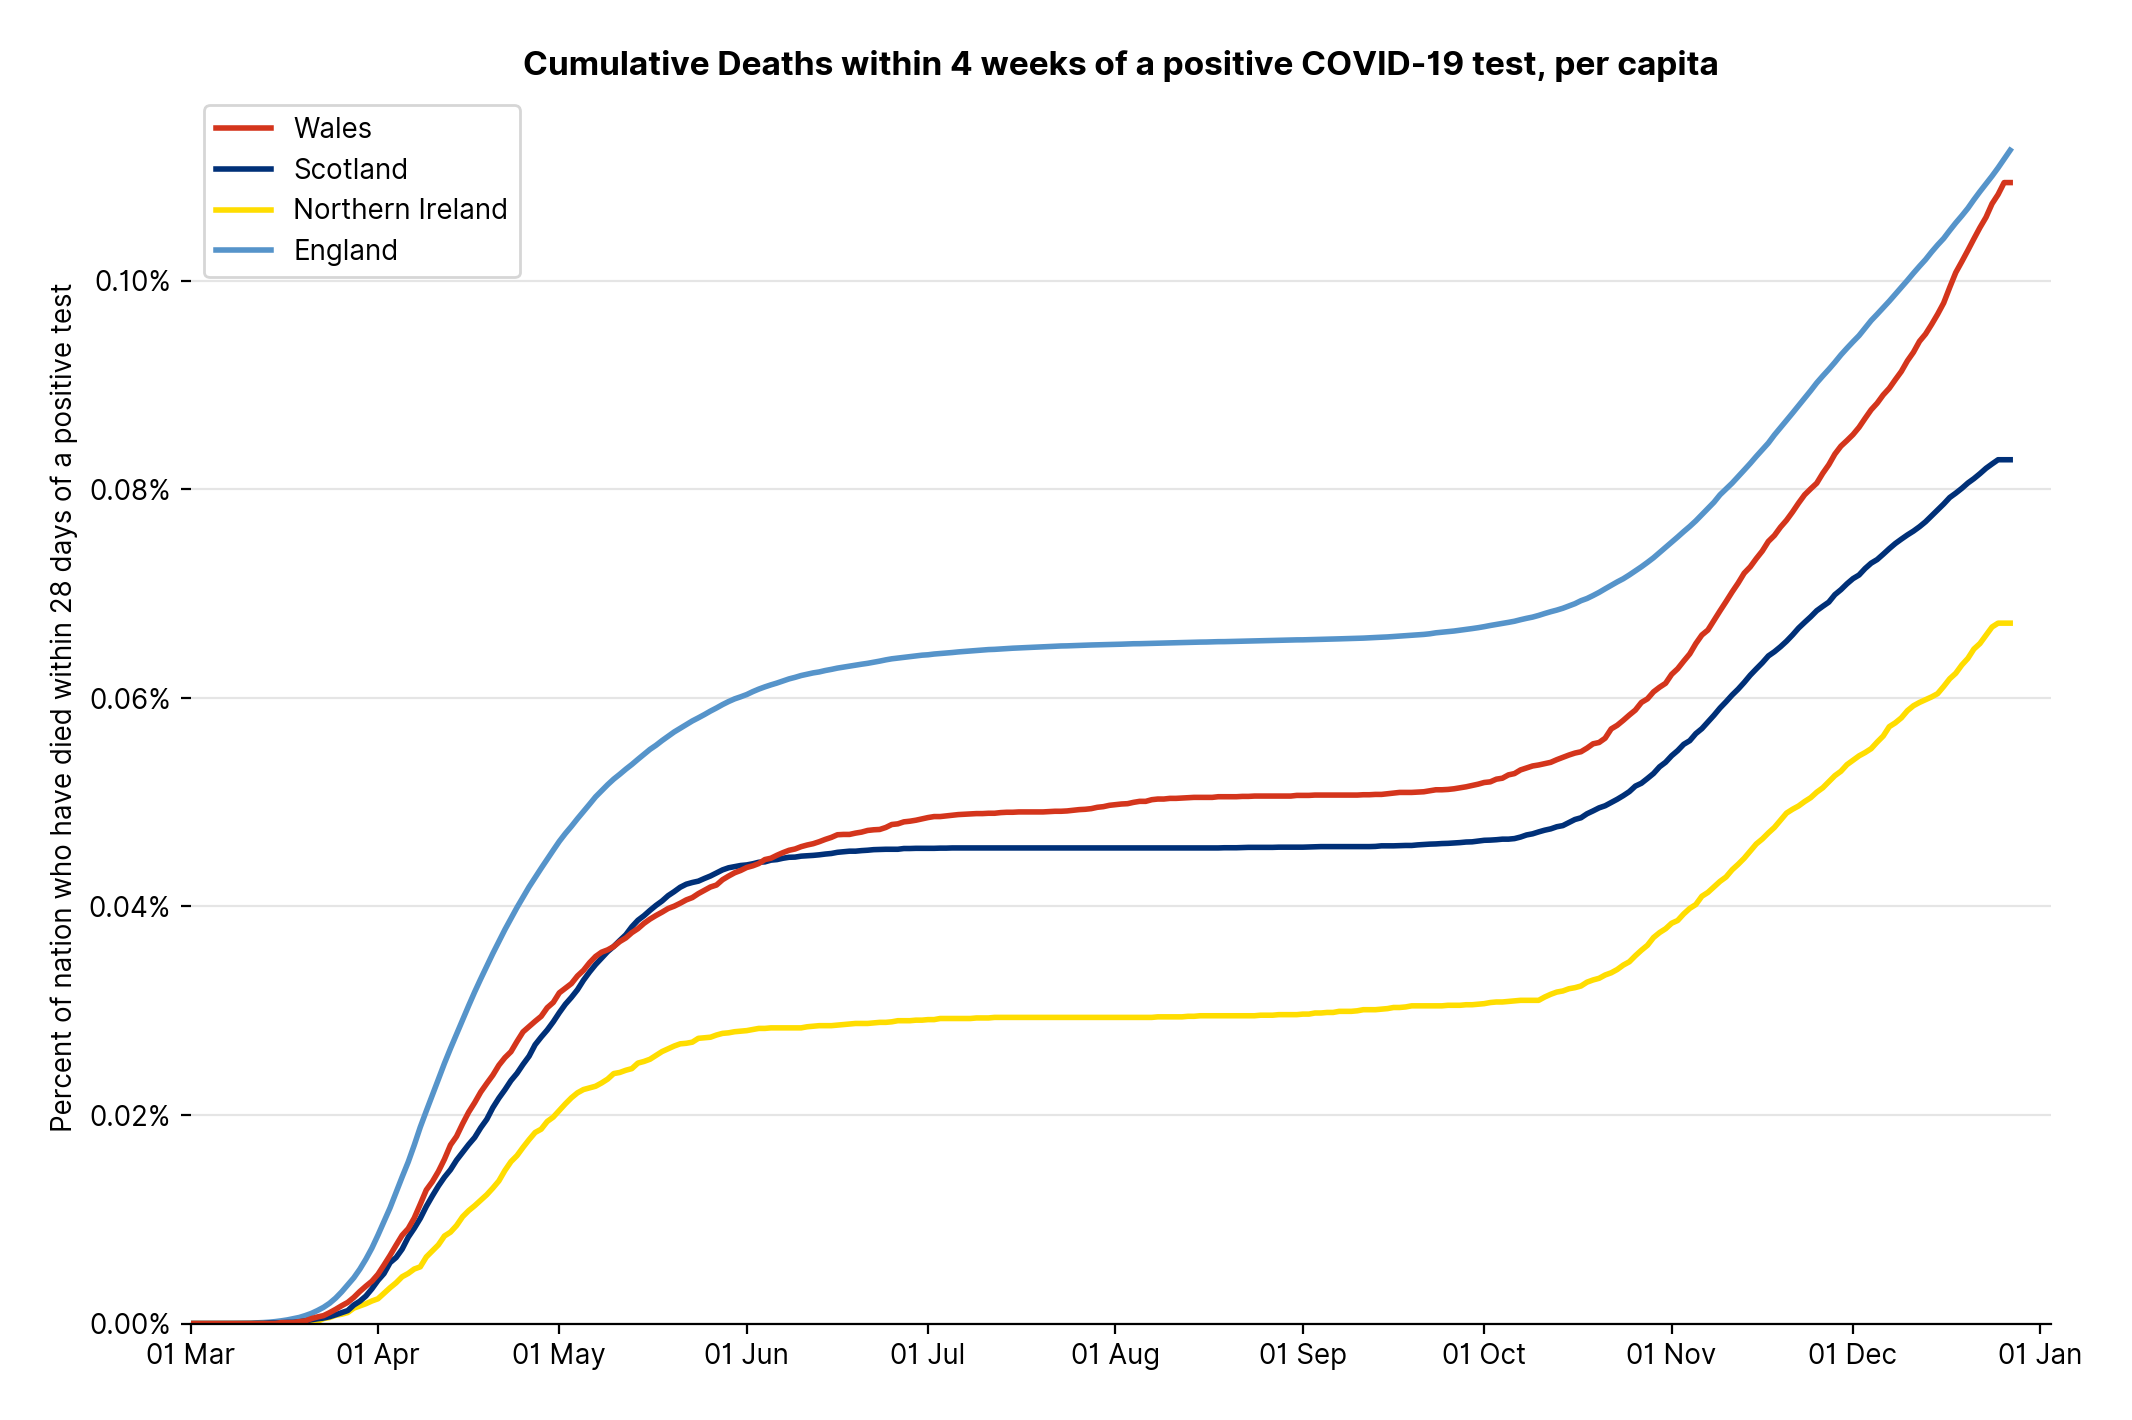 Cumulative Deaths within 4 weeks of a positive COVID-19 test, per capita
Wales
Scotland
Northern Ireland
England
Percent of nation who have died within 28 days of a positive test
0.10%
0.08%
0.06%
0.04%
0.02%
0.00%
01 Mar 01 Apr 01 May 01 Jun 01 Jul 01 Aug 01 Sep 01 Oct 01 Nov 01 Dec 01 Jan